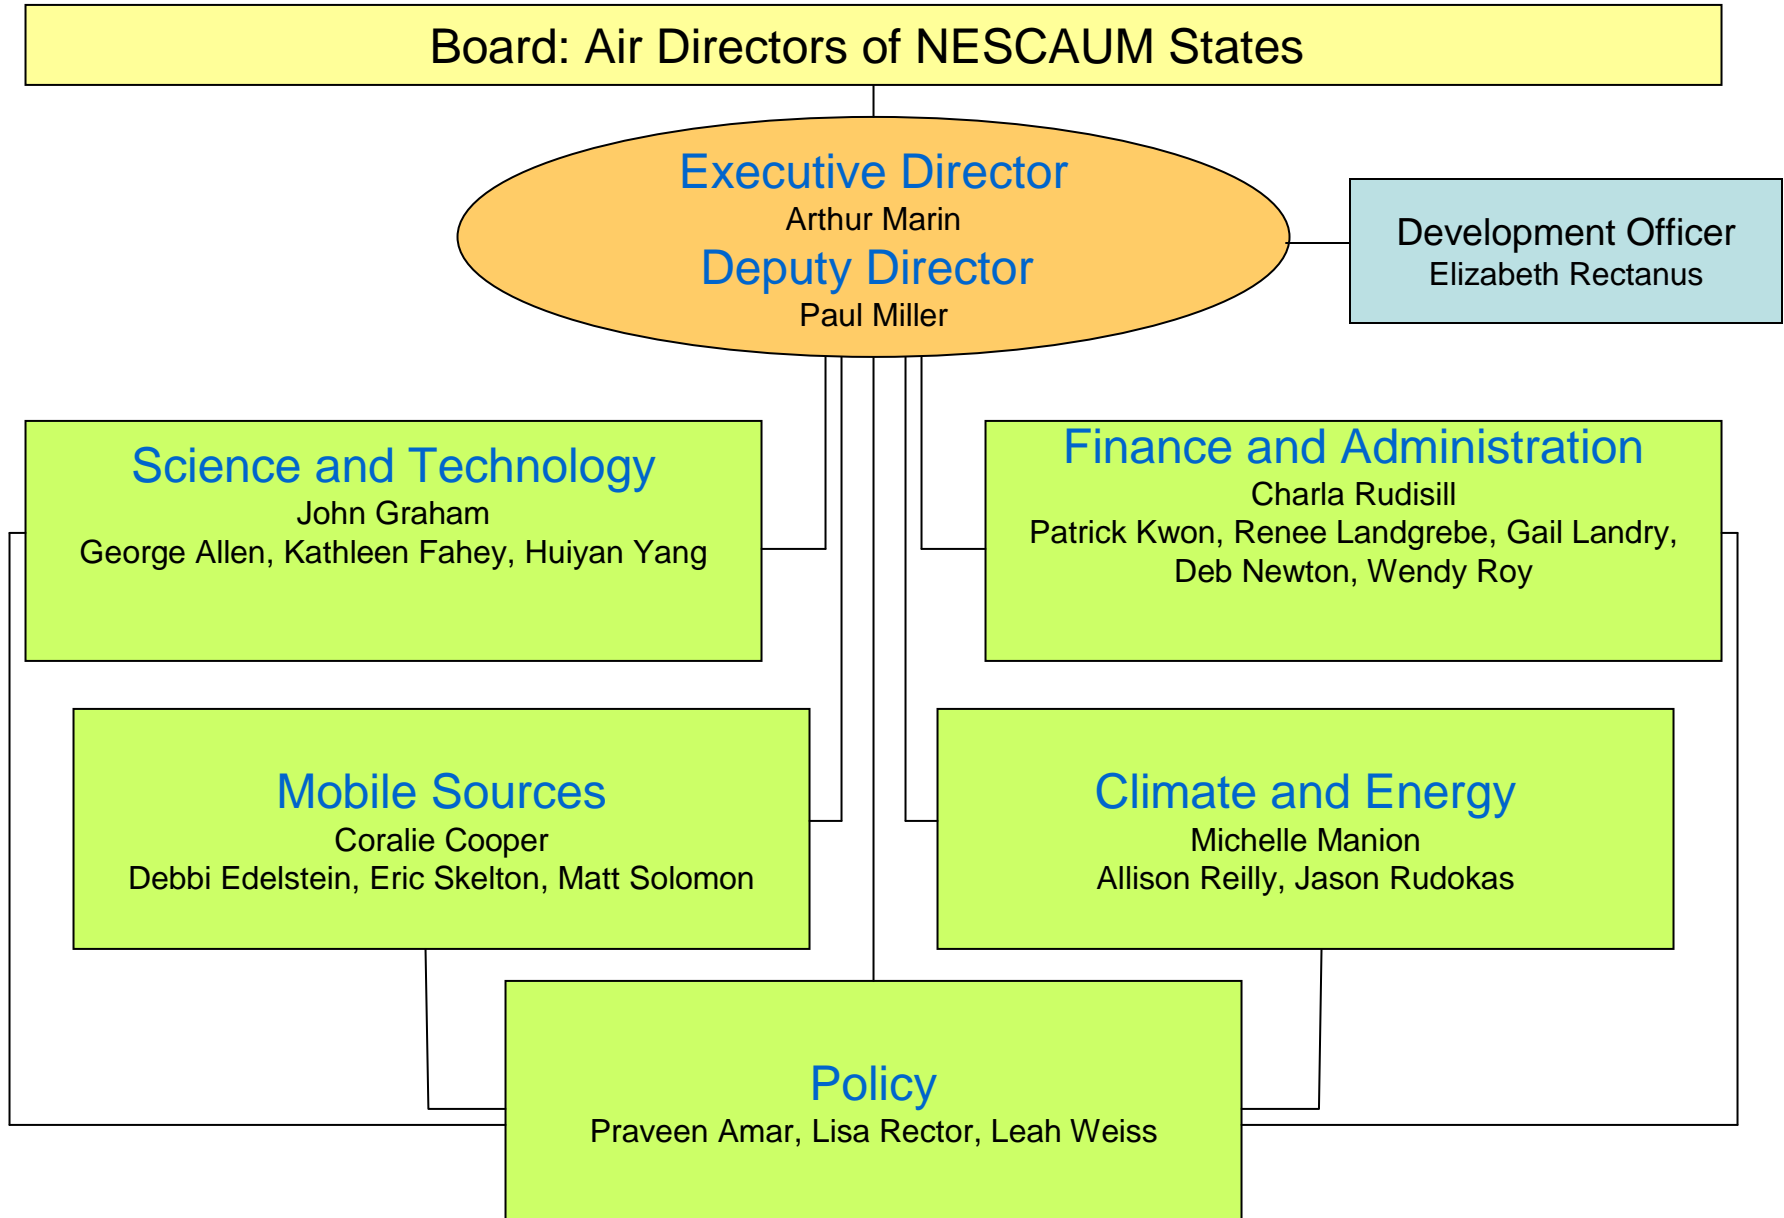 Board: Air Directors of NESCAUM States
Executive Director
Arthur Marin
Deputy Director
Paul Miller
Development Officer
Elizabeth Rectanus
Science and Technology
John Graham
George Allen, Kathleen Fahey, Huiyan Yang
Finance and Administration
Charla Rudisill
Patrick Kwon, Renee Landgrebe, Gail Landry,
Deb Newton, Wendy Roy
Mobile Sources
Coralie Cooper
Debbi Edelstein, Eric Skelton, Matt Solomon
Climate and Energy
Michelle Manion
Allison Reilly, Jason Rudokas
Policy
Praveen Amar, Lisa Rector, Leah Weiss